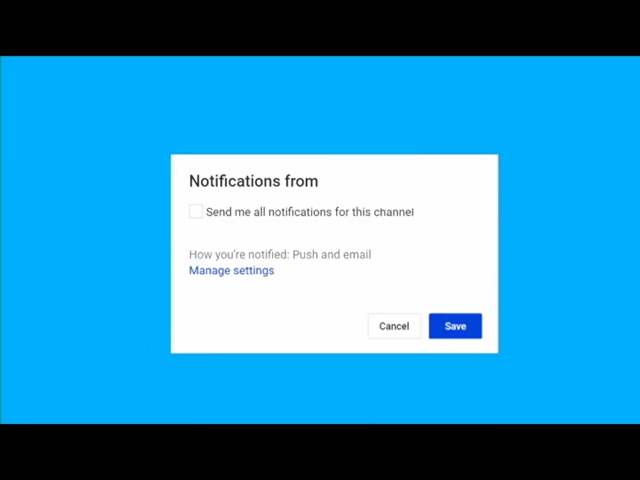 Notifications from
Send me all notifications for this channel
How you're notified: Push and email
Manage settings
Cancel
Save